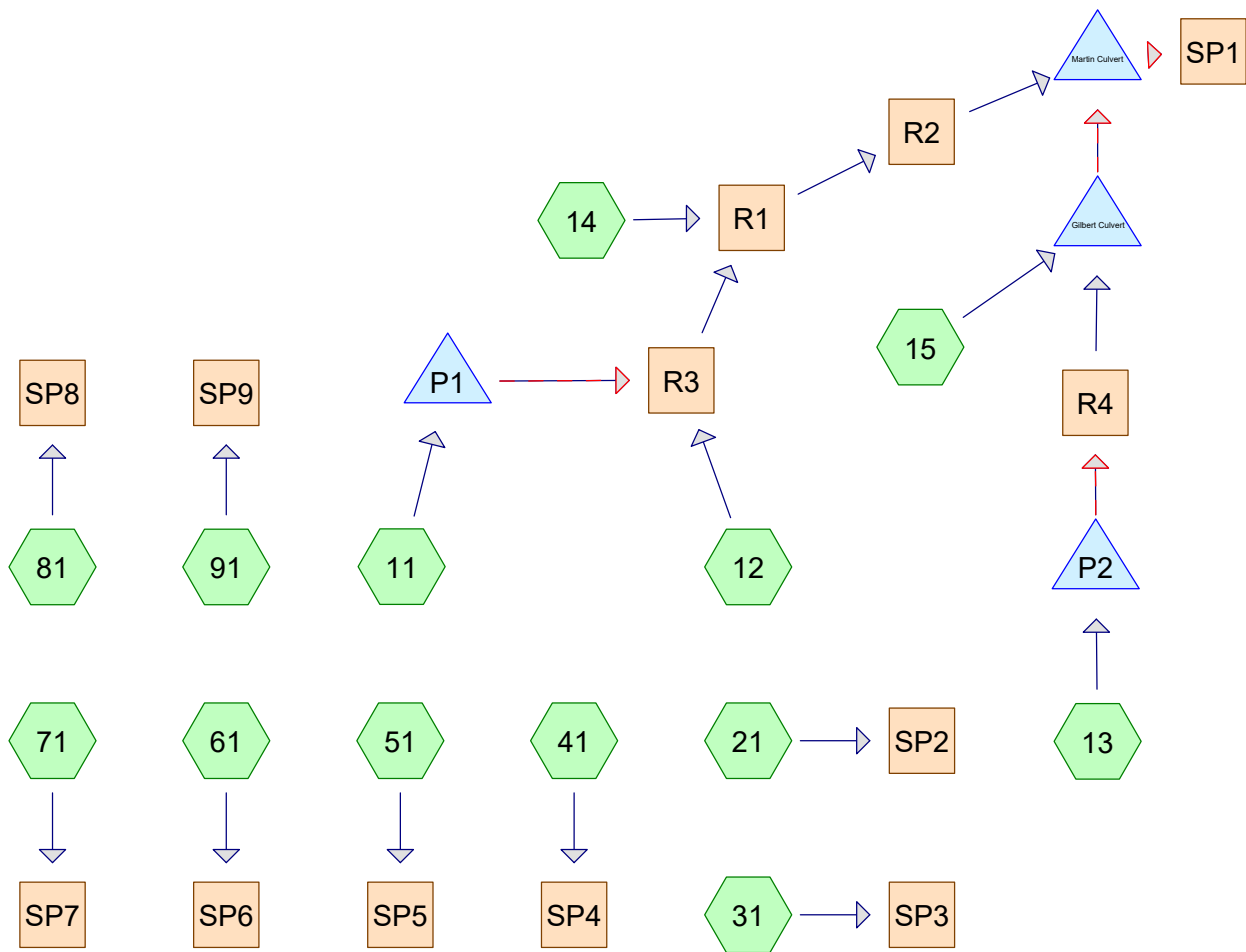 Martin Culvert
SP1
R2
14
R1
Gilbert Culvert
15
SP8
SP9
P1
R3
R4
81
91
11
12
P2
71
61
51
41
21
SP2
13
SP7
SP6
SP5
SP4
31
SP3